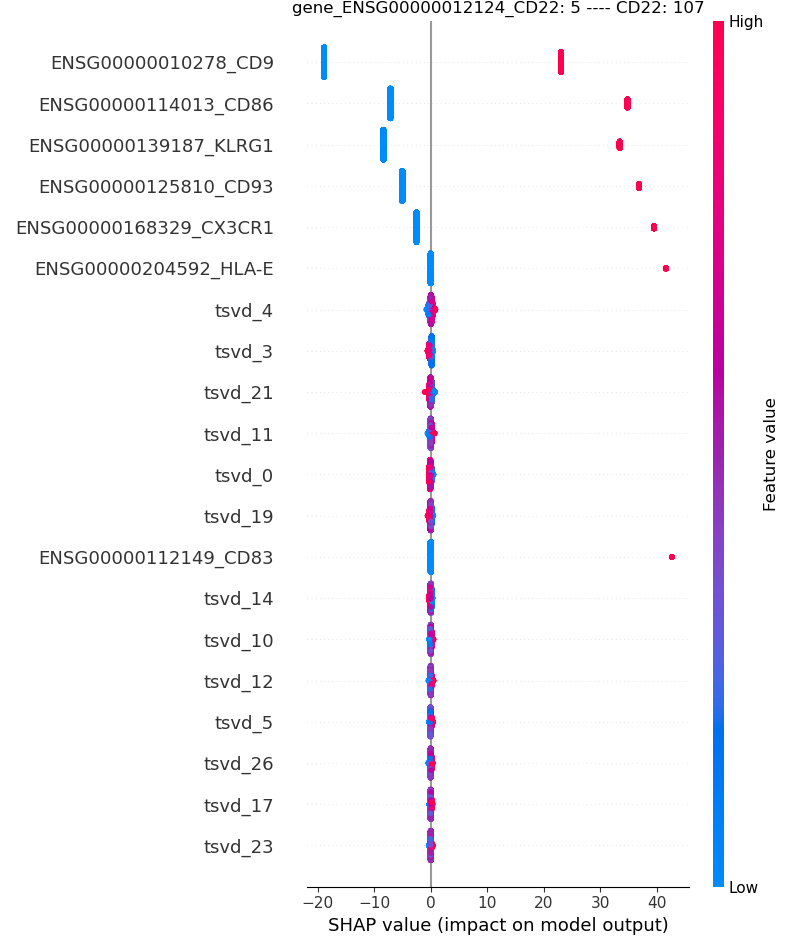 gene_ENSG00000012124_CD22: 5 ---- CD22: 107
High
ENSG00000010278_CD9
ENSG00000114013_CD86
ENSG00000139187_KLRG1
ENSG00000125810_CD93
ENSG00000168329_CX3CR1
ENSG00000204592_HLA-E
tsvd_4
tsvd_3
tsvd_21
tsvd_11
tsvd_0
tsvd_19
ENSG00000112149_CD83
tsvd_14
tsvd_10
tsvd_12
tsvd_5
tsvd_26
tsvd_17
tsvd_23
Feature value
Low
−20 −10 0 10 20 30 40
SHAP value (impact on model output)